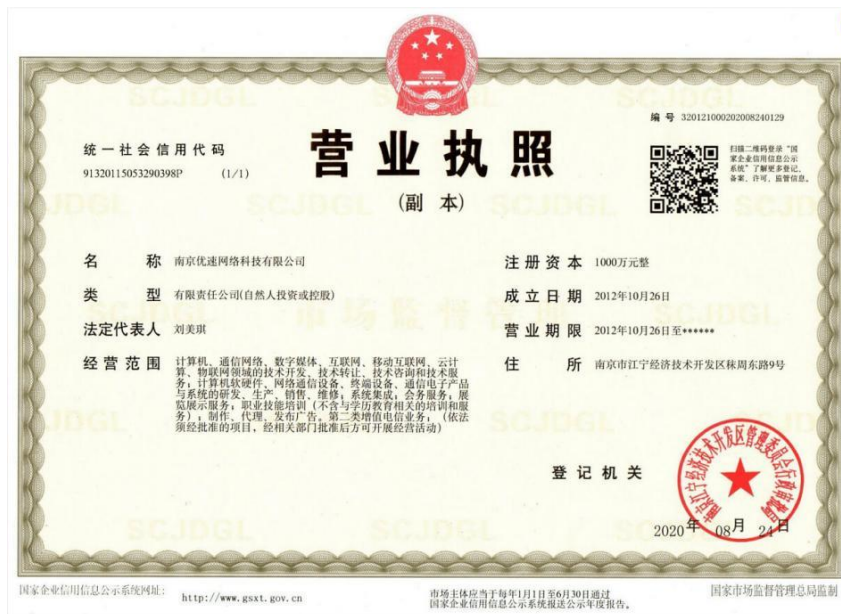 编 号 320121000202008240129
统一社会信用代码
91320115053290398P (1/1)
营业执照
(副 本)
扫描二维码登录“国
家企业信用信息公示
系统”了解更多登记、
备案、许可、监管信息。
名 称 南京优速网络科技有限公司
类 型 有限责任公司(自然人投资或控股)
法定代表人 刘美琪
经营范围 计算机、通信网络、数字媒体、互联网、移动互联网、云计
算、物联网领域的技术开发、技术转让、技术咨询和技术服
务；计算机软硬件、网络通信设备、终端设备、通信电子产品
与系统的研发、生产、销售、维修；系统集成；会务服务；展
览展示服务；职业技能培训（不含与学历教育相关的培训和服
务）；制作、代理、发布广告。第二类增值电信业务；（依法
须经批准的项目，经相关部门批准后方可开展经营活动）
注册资本 1000万元整
成立日期 2012年10月26日
营业期限 2012年10月26日至******
住 所 南京市江宁经济技术开发区秣周东路9号
登记机关
2020年 08月 24日
国家企业信用信息公示系统网址：
http://www.gsxt.gov.cn
市场主体应当于每年1月1日至6月30日通过
国家企业信用信息公示系统报送公示年度报告。
国家市场监督管理总局监制
SCJDGL
市场监督管理